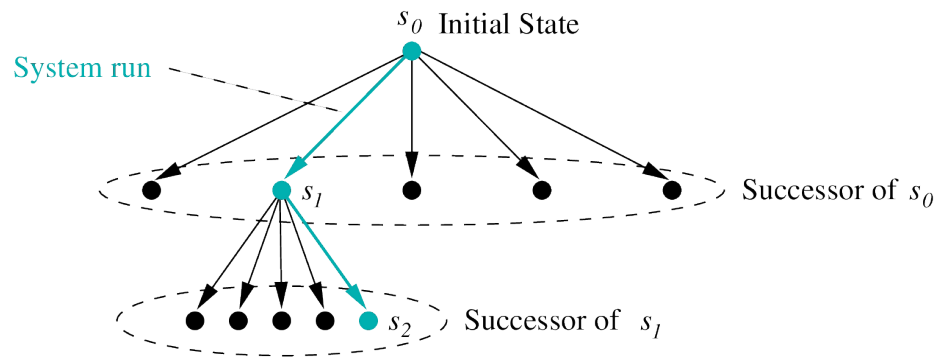 s0 Initial State
System run
s1
Successor of s0
s2
Successor of s1